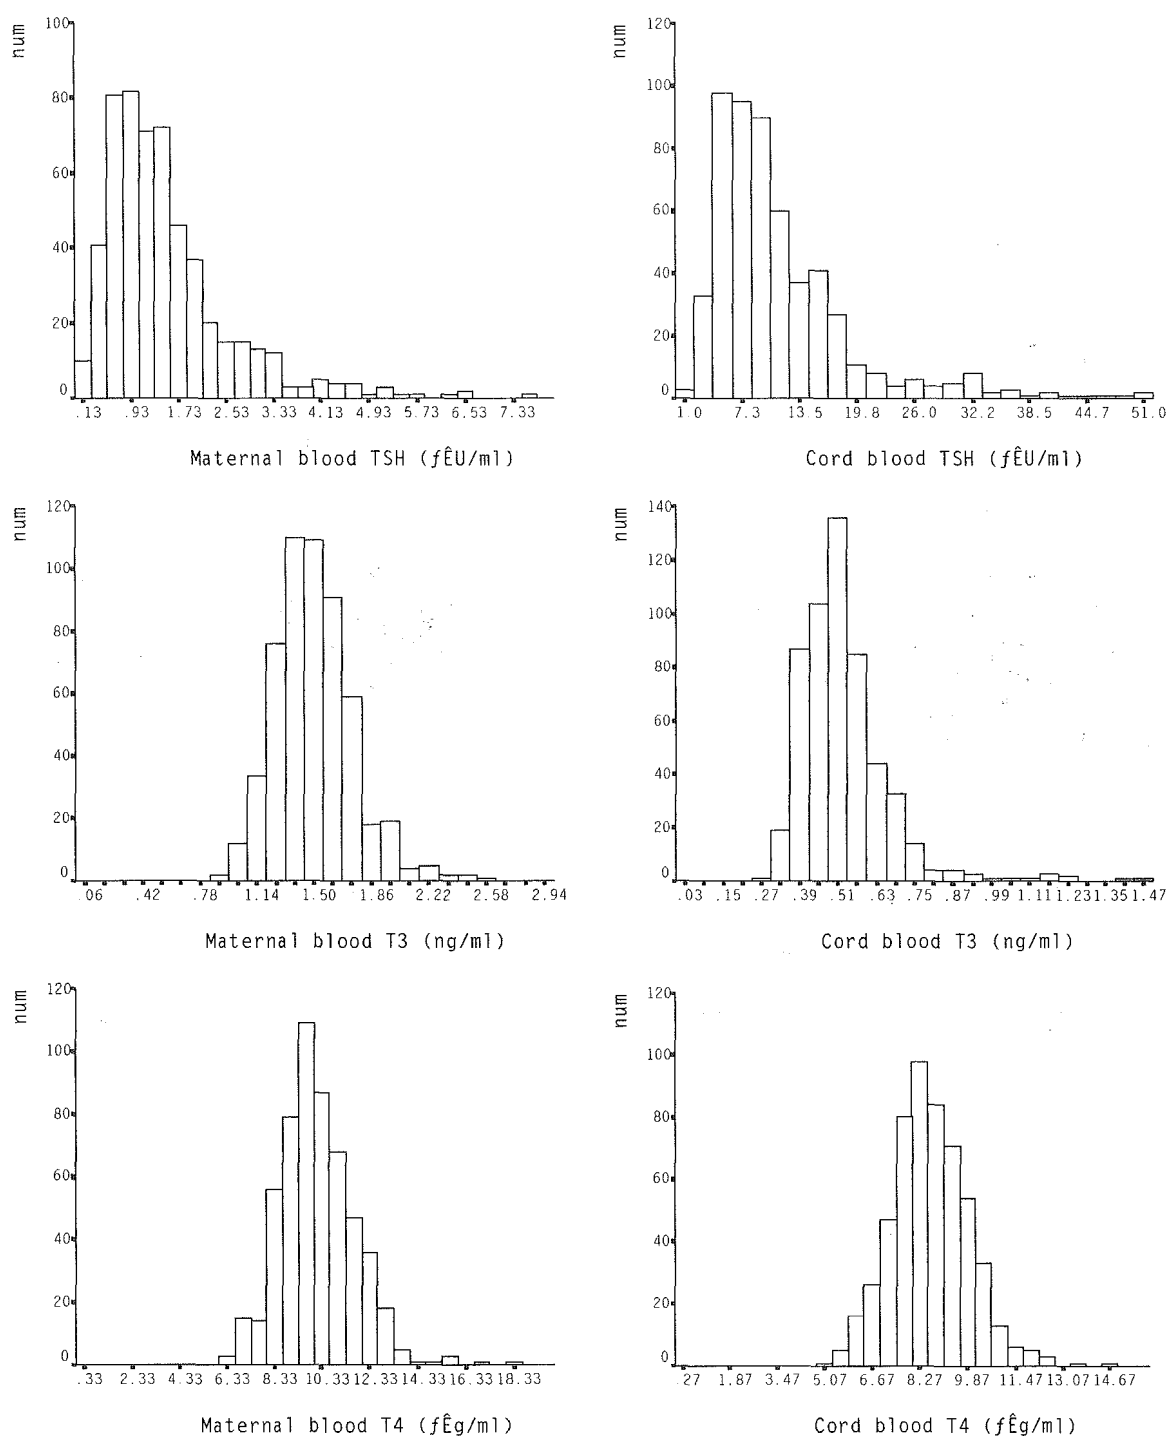 num
100
80
60
40
20
0
.13 .93 1.73 2.53 3.33 4.13 4.93 5.73 6.53 7.33
Maternal blood TSH (ƒÊU/ml)
num
120
100
80
60
40
20
0
1.0 7.3 13.5 19.8 26.0 32.2 38.5 44.7 51.0
Cord blood TSH (ƒÊU/ml)
num
120
100
80
60
40
20
0
.06 .42 .78 1.14 1.50 1.86 2.22 2.58 2.94
Maternal blood T3 (ng/ml)
num
140
120
100
80
60
40
20
0
.03 .15 .27 .39 .51 .63 .75 .87 .99 1.11 1.23 1.35 1.47
Cord blood T3 (ng/ml)
num
120
100
80
60
40
20
0
.33 2.33 4.33 6.33 8.33 10.33 12.33 14.33 16.33 18.33
Maternal blood T4 (ƒÊg/ml)
num
120
100
80
60
40
20
0
.27 1.87 3.47 5.07 6.67 8.27 9.87 11.47 13.07 14.67
Cord blood T4 (ƒÊg/ml)